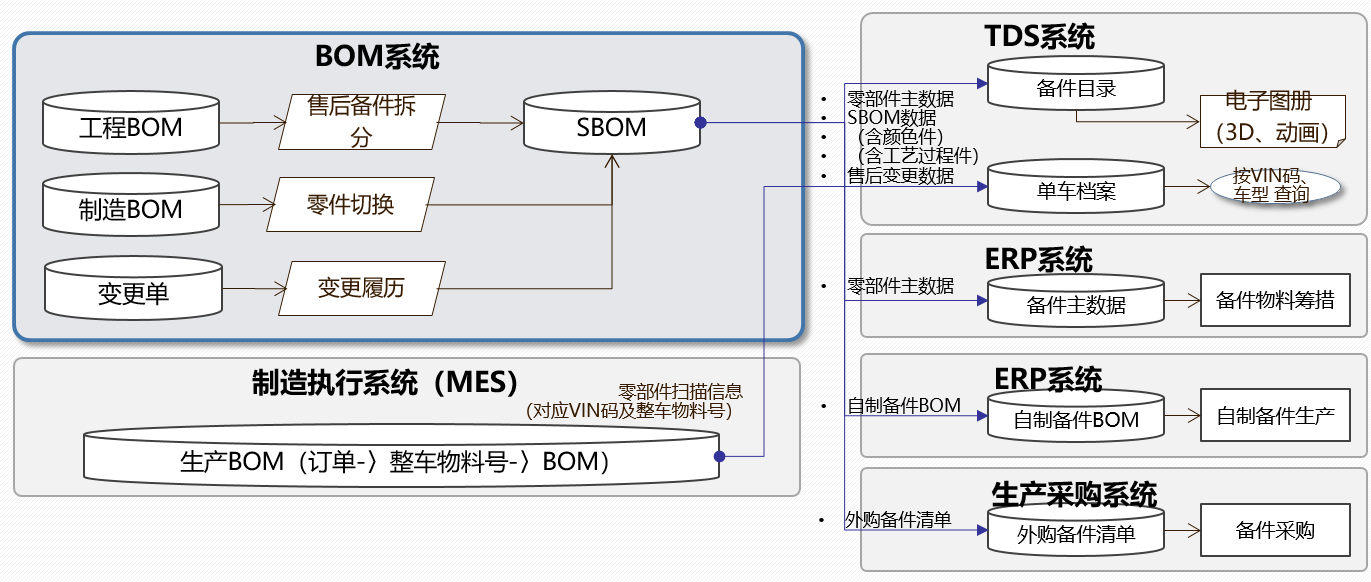 BOM系统
工程BOM
售后备件拆
分
SBOM
制造BOM
零件切换
变更单
变更履历
制造执行系统（MES）
零部件扫描信息
（对应VIN码及整车物料号）
生产BOM（订单-〉整车物料号-〉BOM）
• 零部件主数据
• SBOM数据
• （含颜色件）
• （含工艺过程件）
• 售后变更数据
TDS系统
备件目录
电子图册
（3D、动画）
单车档案
按VIN码、
车型 查询
• 零部件主数据
ERP系统
备件主数据
备件物料筹措
• 自制备件BOM
ERP系统
自制备件BOM
自制备件生产
• 外购备件清单
生产采购系统
外购备件清单
备件采购